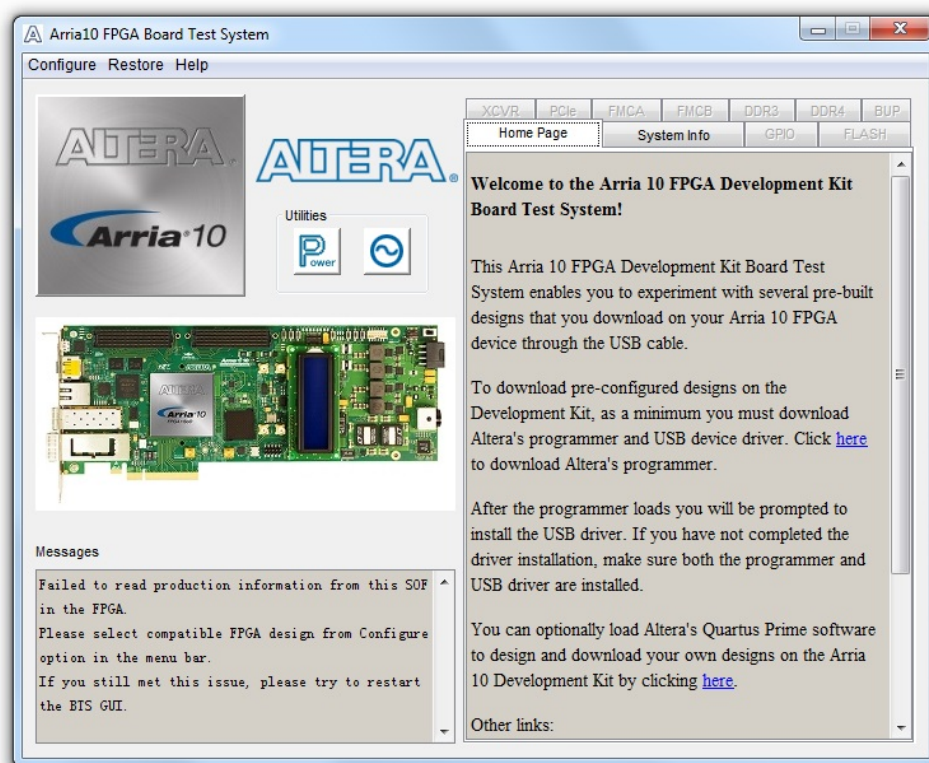 Arria10 FPGA Board Test System
Configure Restore Help
ALTERA
Arria 10
ALTERA
Utilities
Power
XCVR PCIe FMCA FMCB DDR3 DDR4 BUP
Home Page System Info GPIO FLASH
Welcome to the Arria 10 FPGA Development Kit
Board Test System!
This Arria 10 FPGA Development Kit Board Test
System enables you to experiment with several pre-built
designs that you download on your Arria 10 FPGA
device through the USB cable.
To download pre-configured designs on the
Development Kit, as a minimum you must download
Altera's programmer and USB device driver. Click here
to download Altera's programmer.
After the programmer loads you will be prompted to
install the USB driver. If you have not completed the
driver installation, make sure both the programmer and
USB driver are installed.
You can optionally load Altera's Quartus Prime software
to design and download your own designs on the Arria
10 Development Kit by clicking here.
Other links:
ALTERA
Arria 10
Messages
Failed to read production information from this SOF
in the FPGA.
Please select compatible FPGA design from Configure
option in the menu bar.
If you still met this issue, please try to restart
the BTS GUI.